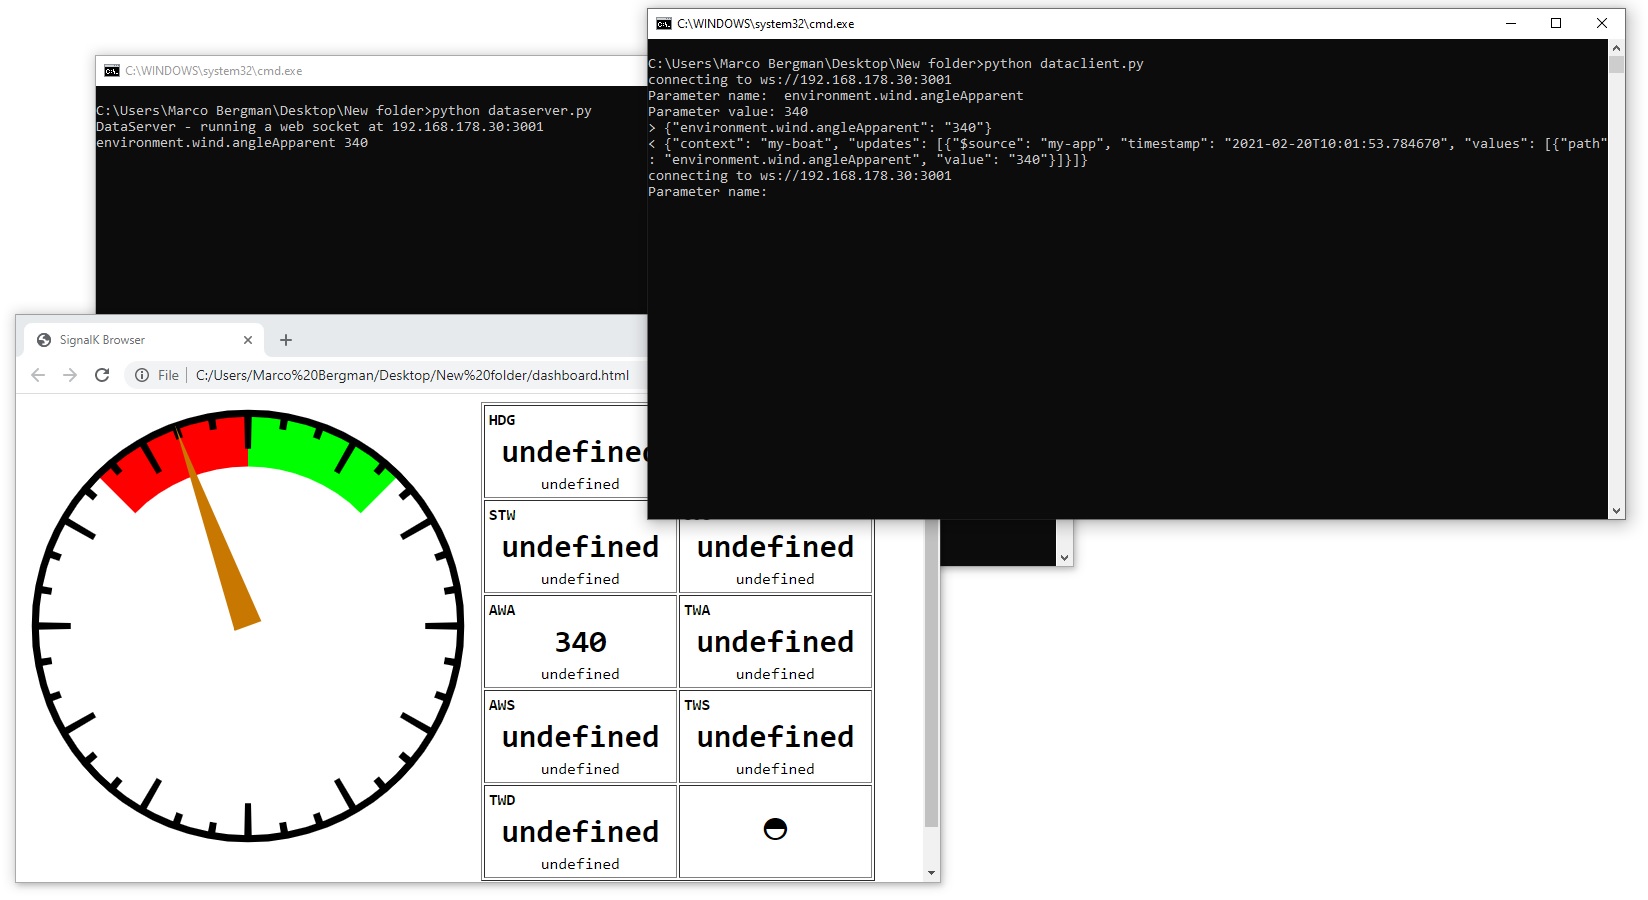 C:\WINDOWS\system32\cmd.exe
C:\Users\Marco Bergman\Desktop\New folder>python dataserver.py
DataServer - running a web socket at 192.168.178.30:3001
environment.wind.angleApparent 340
C:\WINDOWS\system32\cmd.exe
C:\Users\Marco Bergman\Desktop\New folder>python dataclient.py
connecting to ws://192.168.178.30:3001
Parameter name:  environment.wind.angleApparent
Parameter value: 340
> {"environment.wind.angleApparent": "340"}
< {"context": "my-boat", "updates": [{"$source": "my-app", "timestamp": "2021-02-20T10:01:53.784670", "values": [{"path"
: "environment.wind.angleApparent", "value": "340"}]}]}
connecting to ws://192.168.178.30:3001
Parameter name:
SignalK Browser
File C:/Users/Marco%20Bergman/Desktop/New%20folder/dashboard.html
HDG
undefined
undefined
STW
undefined
undefined
undefined
undefined
AWA
340
undefined
TWA
undefined
undefined
AWS
undefined
undefined
TWS
undefined
undefined
TWD
undefined
undefined